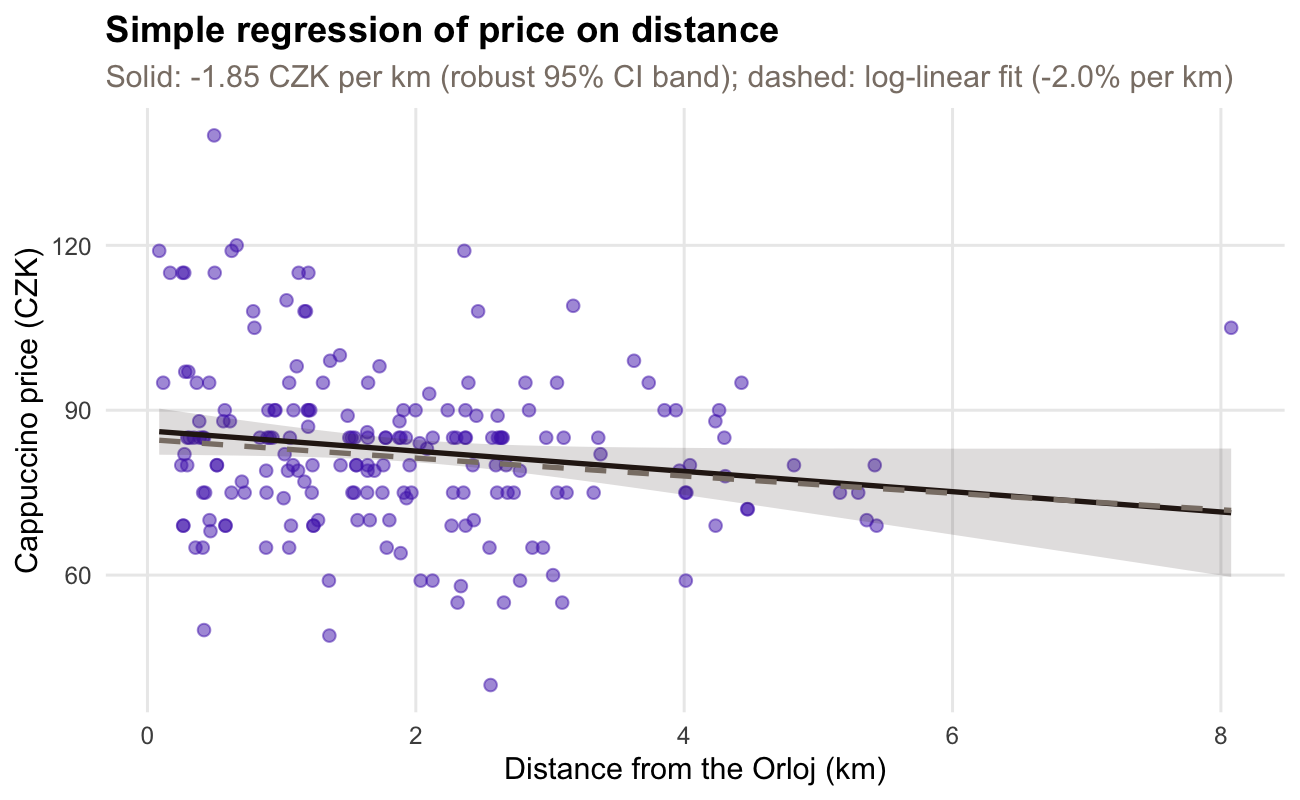 Simple regression of price on distance
Solid: -1.85 CZK per km (robust 95% CI band); dashed: log-linear fit (-2.0% per km)
Cappuccino price (CZK)
120
90
60
0 2 4 6 8
Distance from the Orloj (km)